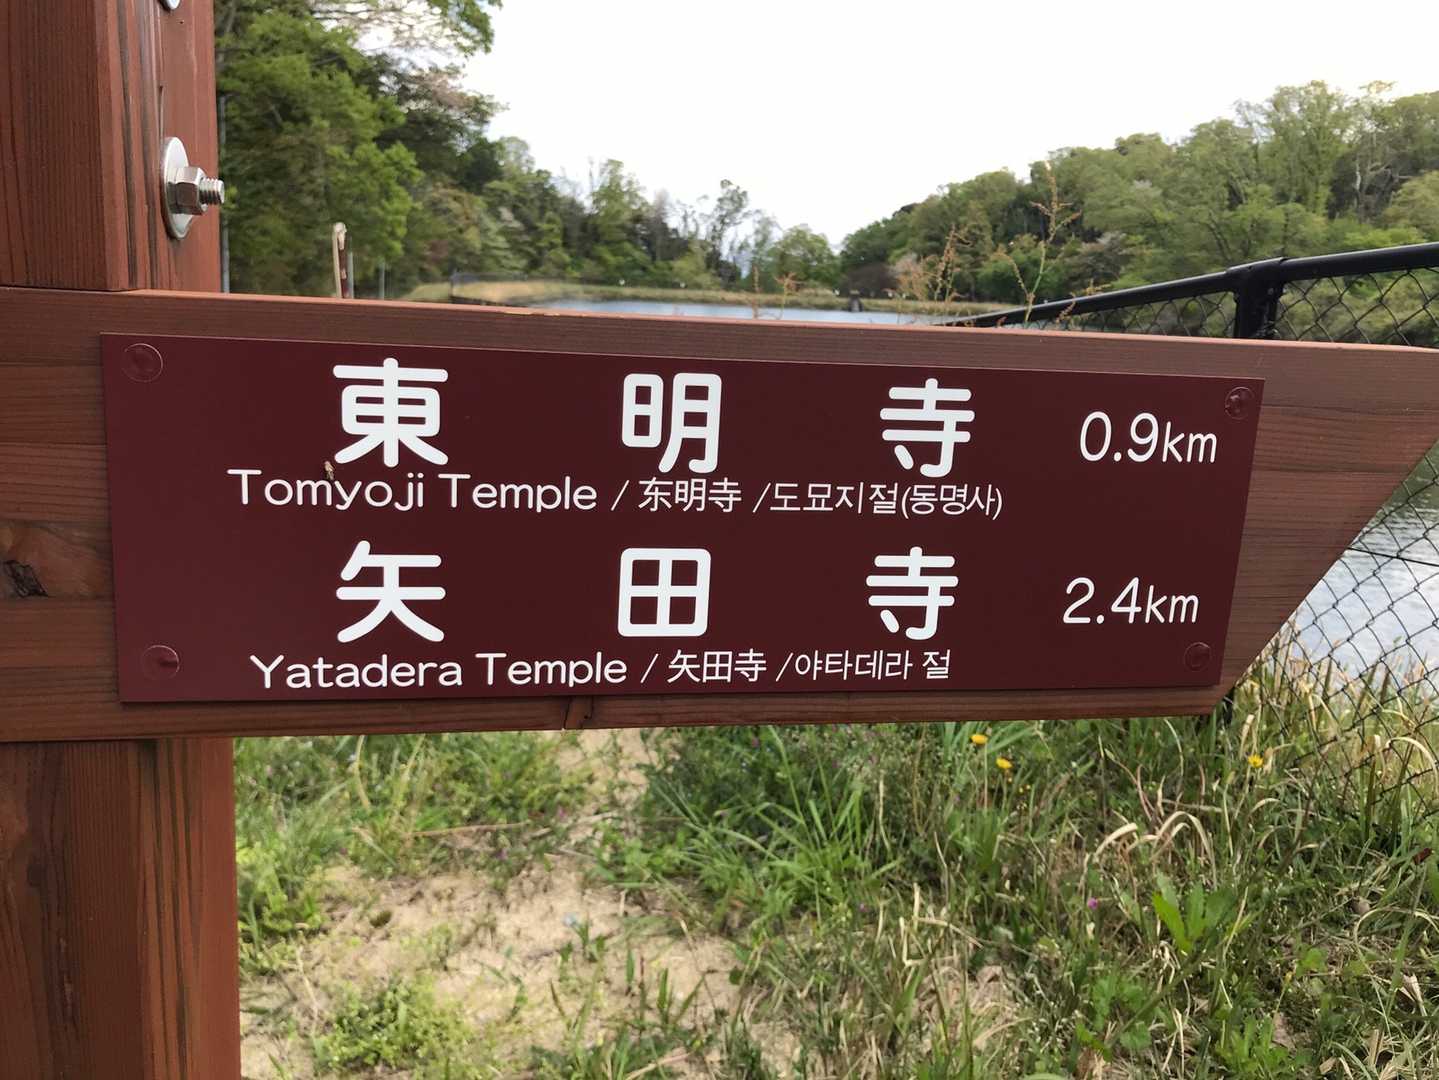 東明寺 0.9km
Tomyoji Temple / 东明寺 /도묘지절(동명사)
矢田寺 2.4km
Yatadera Temple / 矢田寺 /야타데라 절